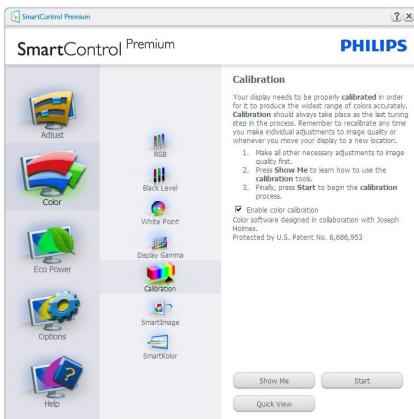 SmartControl Premium
SmartControl Premium
PHILIPS
Adjust
Color
Eco Power
Options
Help
RGB
Black Level
White Point
Display Gamma
Calibration
SmartImage
SmartKolor
Calibration
Your display needs to be properly calibrated in order
for it to produce the widest range of colors accurately.
Calibration should always take place as the last tuning
step in the process. Remember to recalibrate any time
you make individual adjustments to image quality or
whenever you move your display to a new location.
1. Make all other necessary adjustments to image
quality first.
2. Press Show Me to learn how to use the
calibration tools.
3. Finally, press Start to begin the calibration
process.
Enable color calibration
Color software designed in collaboration with Joseph
Holmes.
Protected by U.S. Patent No. 6,686,953
Show Me
Start
Quick View